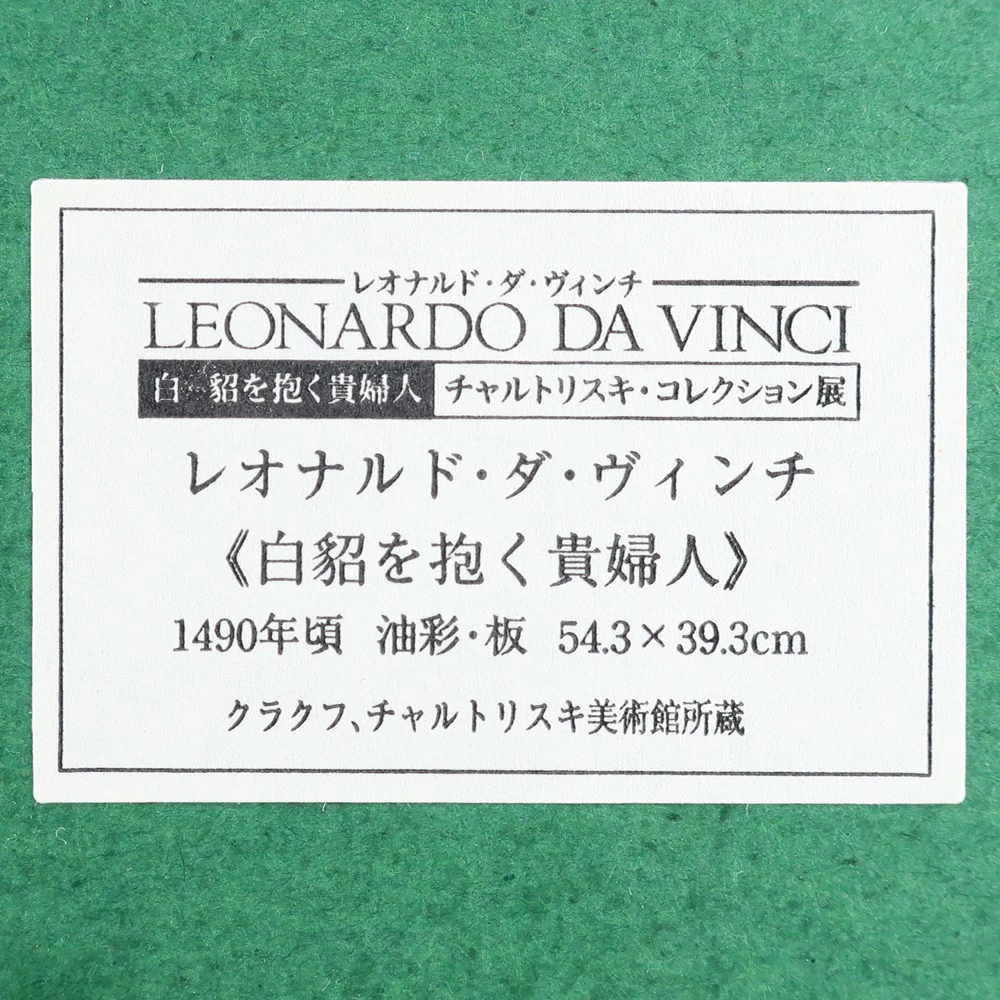 レオナルド・ダ・ヴィンチ
LEONARDO DA VINCI
白貂を抱く貴婦人 チャルトリスキ・コレクション展
レオナルド・ダ・ヴィンチ
《白貂を抱く貴婦人》
1490年頃 油彩・板 54.3×39.3cm
クラクフ、チャルトリスキ美術館所蔵